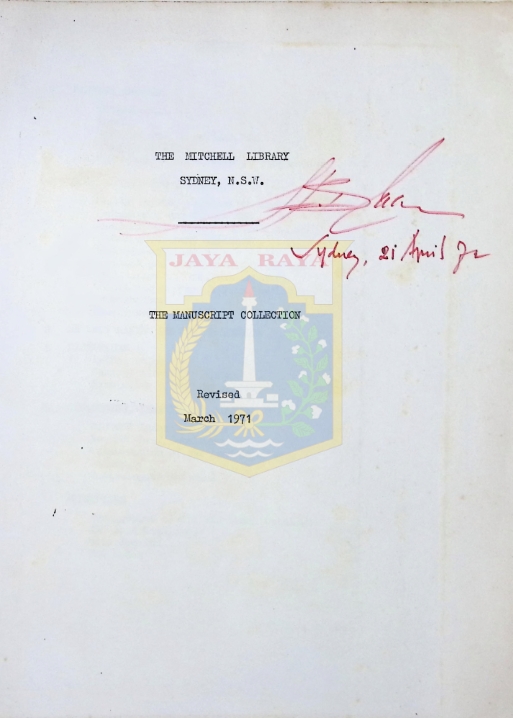 THE MITCHELL LIBRARY
SYDNEY, N.S.W.
Sydney, 21 April 72
JAYA RAYA
THE MANUSCRIPT COLLECTION
Revised
March 1971